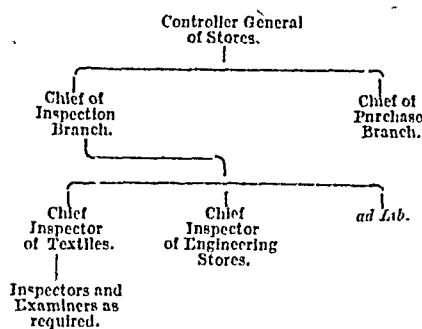 Controller General
of Stores.
Chief of
Inspection
Branch.
Chief of
Purchase
Branch.
Chief
Inspector
of Textiles.
Chief
Inspector
of Engineering
Stores.
ad Lib.
Inspectors and
Examiners as
required.